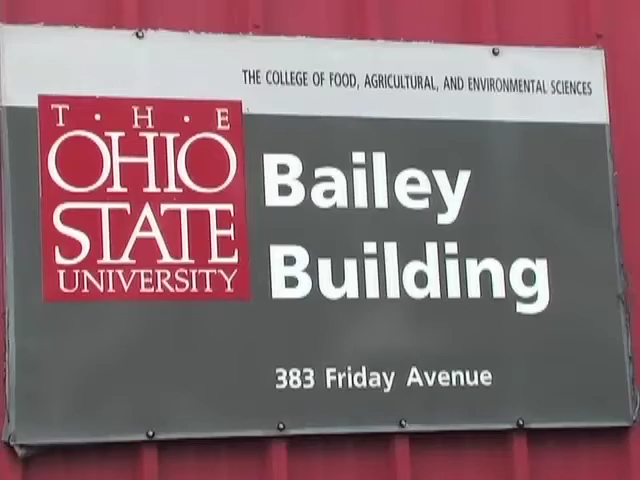 THE COLLEGE OF FOOD, AGRICULTURAL, AND ENVIRONMENTAL SCIENCES
T·H·E
OHIO
STATE
UNIVERSITY
Bailey
Building
383 Friday Avenue